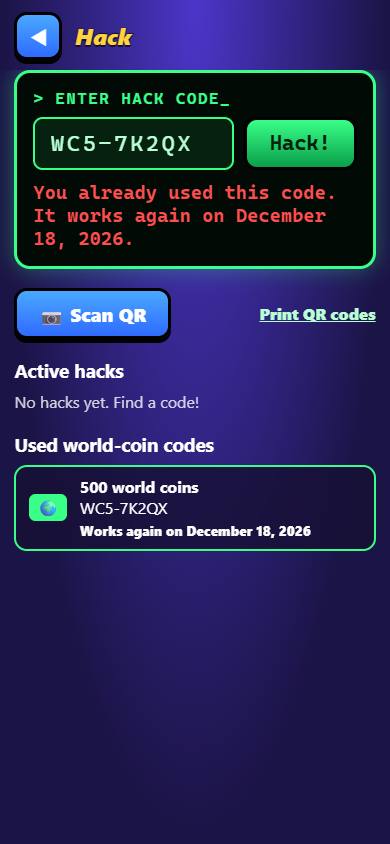 Hack
> ENTER HACK CODE_
WC5-7K2QX
Hack!
You already used this code.
It works again on December
18, 2026.
Scan QR
Print QR codes
Active hacks
No hacks yet. Find a code!
Used world-coin codes
500 world coins
WC5-7K2QX
Works again on December 18, 2026